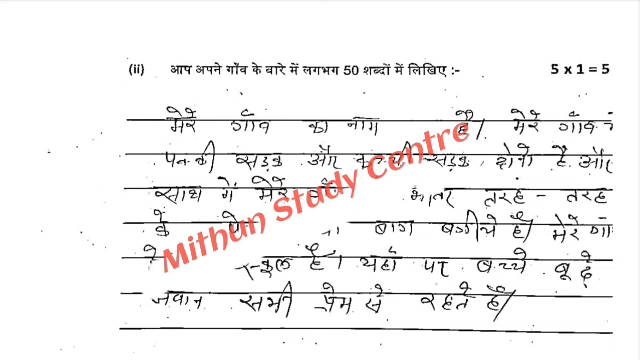 (ii) आप अपने गाँव के बारे में लगभग 50 शब्दों में लिखिए :- 5 x 1 = 5
मेरे गाँव का नाम है। मेरे गाँव
पक्की सड़क और कच्ची सड़क दोनो है और
साथ में मेरे तरह - तरह
के बाग बगीचे है। मेरे
है। यहाँ पर बच्चे बूढ़े
जवान सभी प्रेम से रहते है।
Mithun Study Centre